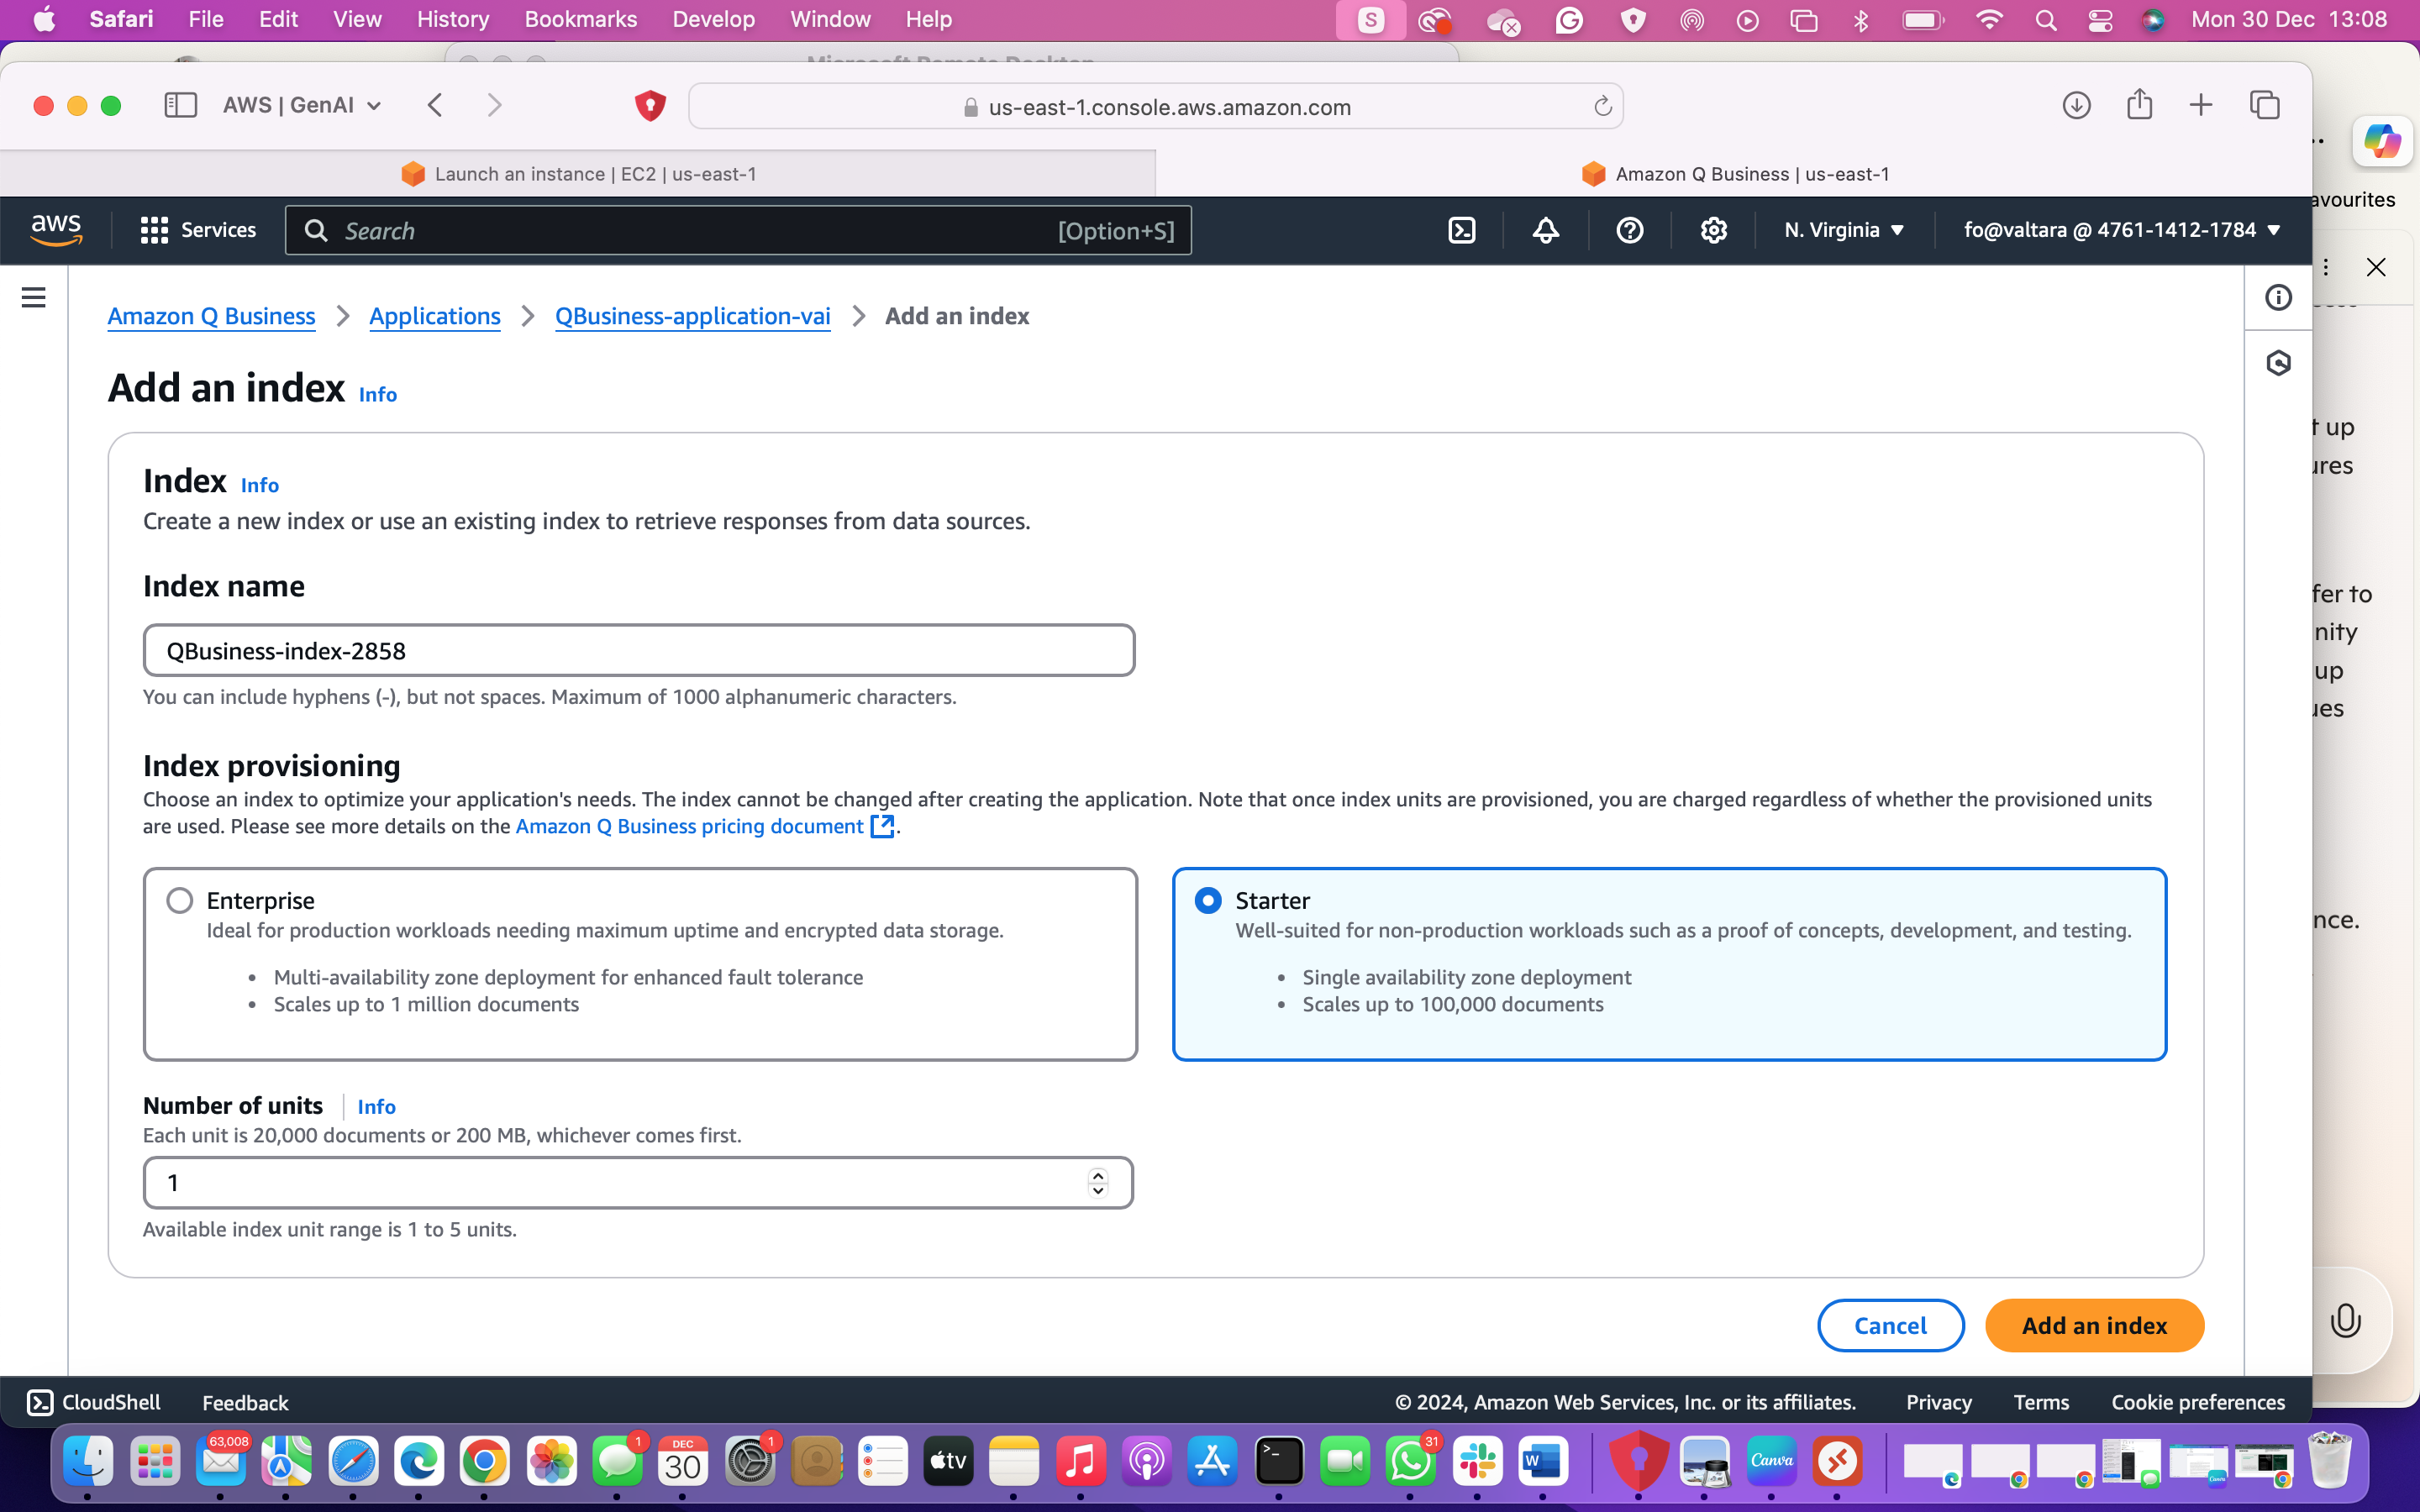 Safari File Edit View History Bookmarks Develop Window Help S Mon 30 Dec 13:08
AWS | GenAI us-east-1.console.aws.amazon.com
Launch an instance | EC2 | us-east-1 Amazon Q Business | us-east-1
avourites
aws Services Search [Option+S] N. Virginia fo@valtara @ 4761-1412-1784
Amazon Q Business Applications QBusiness-application-vai Add an index
Add an index Info
Index Info
Create a new index or use an existing index to retrieve responses from data sources.
Index name
QBusiness-index-2858
You can include hyphens (-), but not spaces. Maximum of 1000 alphanumeric characters.
Index provisioning
Choose an index to optimize your application's needs. The index cannot be changed after creating the application. Note that once index units are provisioned, you are charged regardless of whether the provisioned units
are used. Please see more details on the Amazon Q Business pricing document.
Enterprise
Ideal for production workloads needing maximum uptime and encrypted data storage.
• Multi-availability zone deployment for enhanced fault tolerance
• Scales up to 1 million documents
Starter
Well-suited for non-production workloads such as a proof of concepts, development, and testing.
• Single availability zone deployment
• Scales up to 100,000 documents
Number of units Info
Each unit is 20,000 documents or 200 MB, whichever comes first.
1
Available index unit range is 1 to 5 units.
Cancel Add an index
up
fer to
nity
up
nce.
CloudShell Feedback © 2024, Amazon Web Services, Inc. or its affiliates. Privacy Terms Cookie preferences
63,008 1 DEC 30 1 tv 31 W Canva